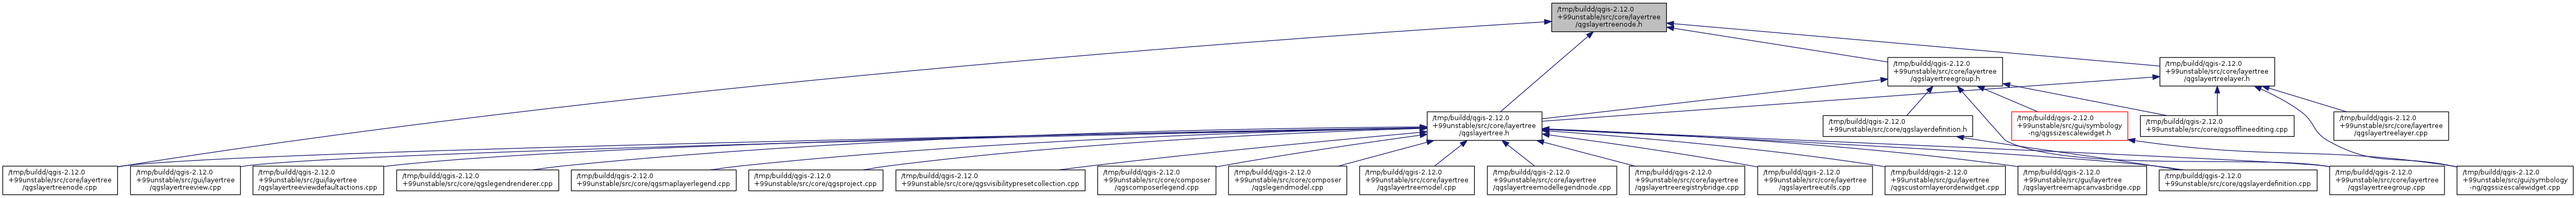 /tmp/buildd/qgis-2.12.0
+99unstable/src/core/layertree
/qgslayertreenode.h
/tmp/buildd/qgis-2.12.0
+99unstable/src/core/layertree
/qgslayertreegroup.h
/tmp/buildd/qgis-2.12.0
+99unstable/src/core/layertree
/qgslayertreelayer.h
/tmp/buildd/qgis-2.12.0
+99unstable/src/core/layertree
/qgslayertree.h
/tmp/buildd/qgis-2.12.0
+99unstable/src/core/qgslayerdefinition.h
/tmp/buildd/qgis-2.12.0
+99unstable/src/gui/symbology
-ng/qgssizescalewidget.h
/tmp/buildd/qgis-2.12.0
+99unstable/src/core/qgsofflineediting.cpp
/tmp/buildd/qgis-2.12.0
+99unstable/src/core/layertree
/qgslayertreelayer.cpp
/tmp/buildd/qgis-2.12.0
+99unstable/src/core/layertree
/qgslayertreenode.cpp
/tmp/buildd/qgis-2.12.0
+99unstable/src/gui/layertree
/qgslayertreeview.cpp
/tmp/buildd/qgis-2.12.0
+99unstable/src/gui/layertree
/qgslayertreeviewdefaultactions.cpp
/tmp/buildd/qgis-2.12.0
+99unstable/src/core/qgslegendrenderer.cpp
/tmp/buildd/qgis-2.12.0
+99unstable/src/core/qgsmaplayerlegend.cpp
/tmp/buildd/qgis-2.12.0
+99unstable/src/core/qgsproject.cpp
/tmp/buildd/qgis-2.12.0
+99unstable/src/core/qgsvisibilitypresetcollection.cpp
/tmp/buildd/qgis-2.12.0
+99unstable/src/core/composer
/qgscomposerlegend.cpp
/tmp/buildd/qgis-2.12.0
+99unstable/src/core/composer
/qgslegendmodel.cpp
/tmp/buildd/qgis-2.12.0
+99unstable/src/core/layertree
/qgslayertreemodel.cpp
/tmp/buildd/qgis-2.12.0
+99unstable/src/core/layertree
/qgslayertreemodellegendnode.cpp
/tmp/buildd/qgis-2.12.0
+99unstable/src/core/layertree
/qgslayertreeregistrybridge.cpp
/tmp/buildd/qgis-2.12.0
+99unstable/src/core/layertree
/qgslayertreeutils.cpp
/tmp/buildd/qgis-2.12.0
+99unstable/src/gui/layertree
/qgscustomlayerorderwidget.cpp
/tmp/buildd/qgis-2.12.0
+99unstable/src/gui/layertree
/qgslayertreemapcanvasbridge.cpp
/tmp/buildd/qgis-2.12.0
+99unstable/src/core/qgslayerdefinition.cpp
/tmp/buildd/qgis-2.12.0
+99unstable/src/core/layertree
/qgslayertreegroup.cpp
/tmp/buildd/qgis-2.12.0
+99unstable/src/gui/symbology
-ng/qgssizescalewidget.cpp